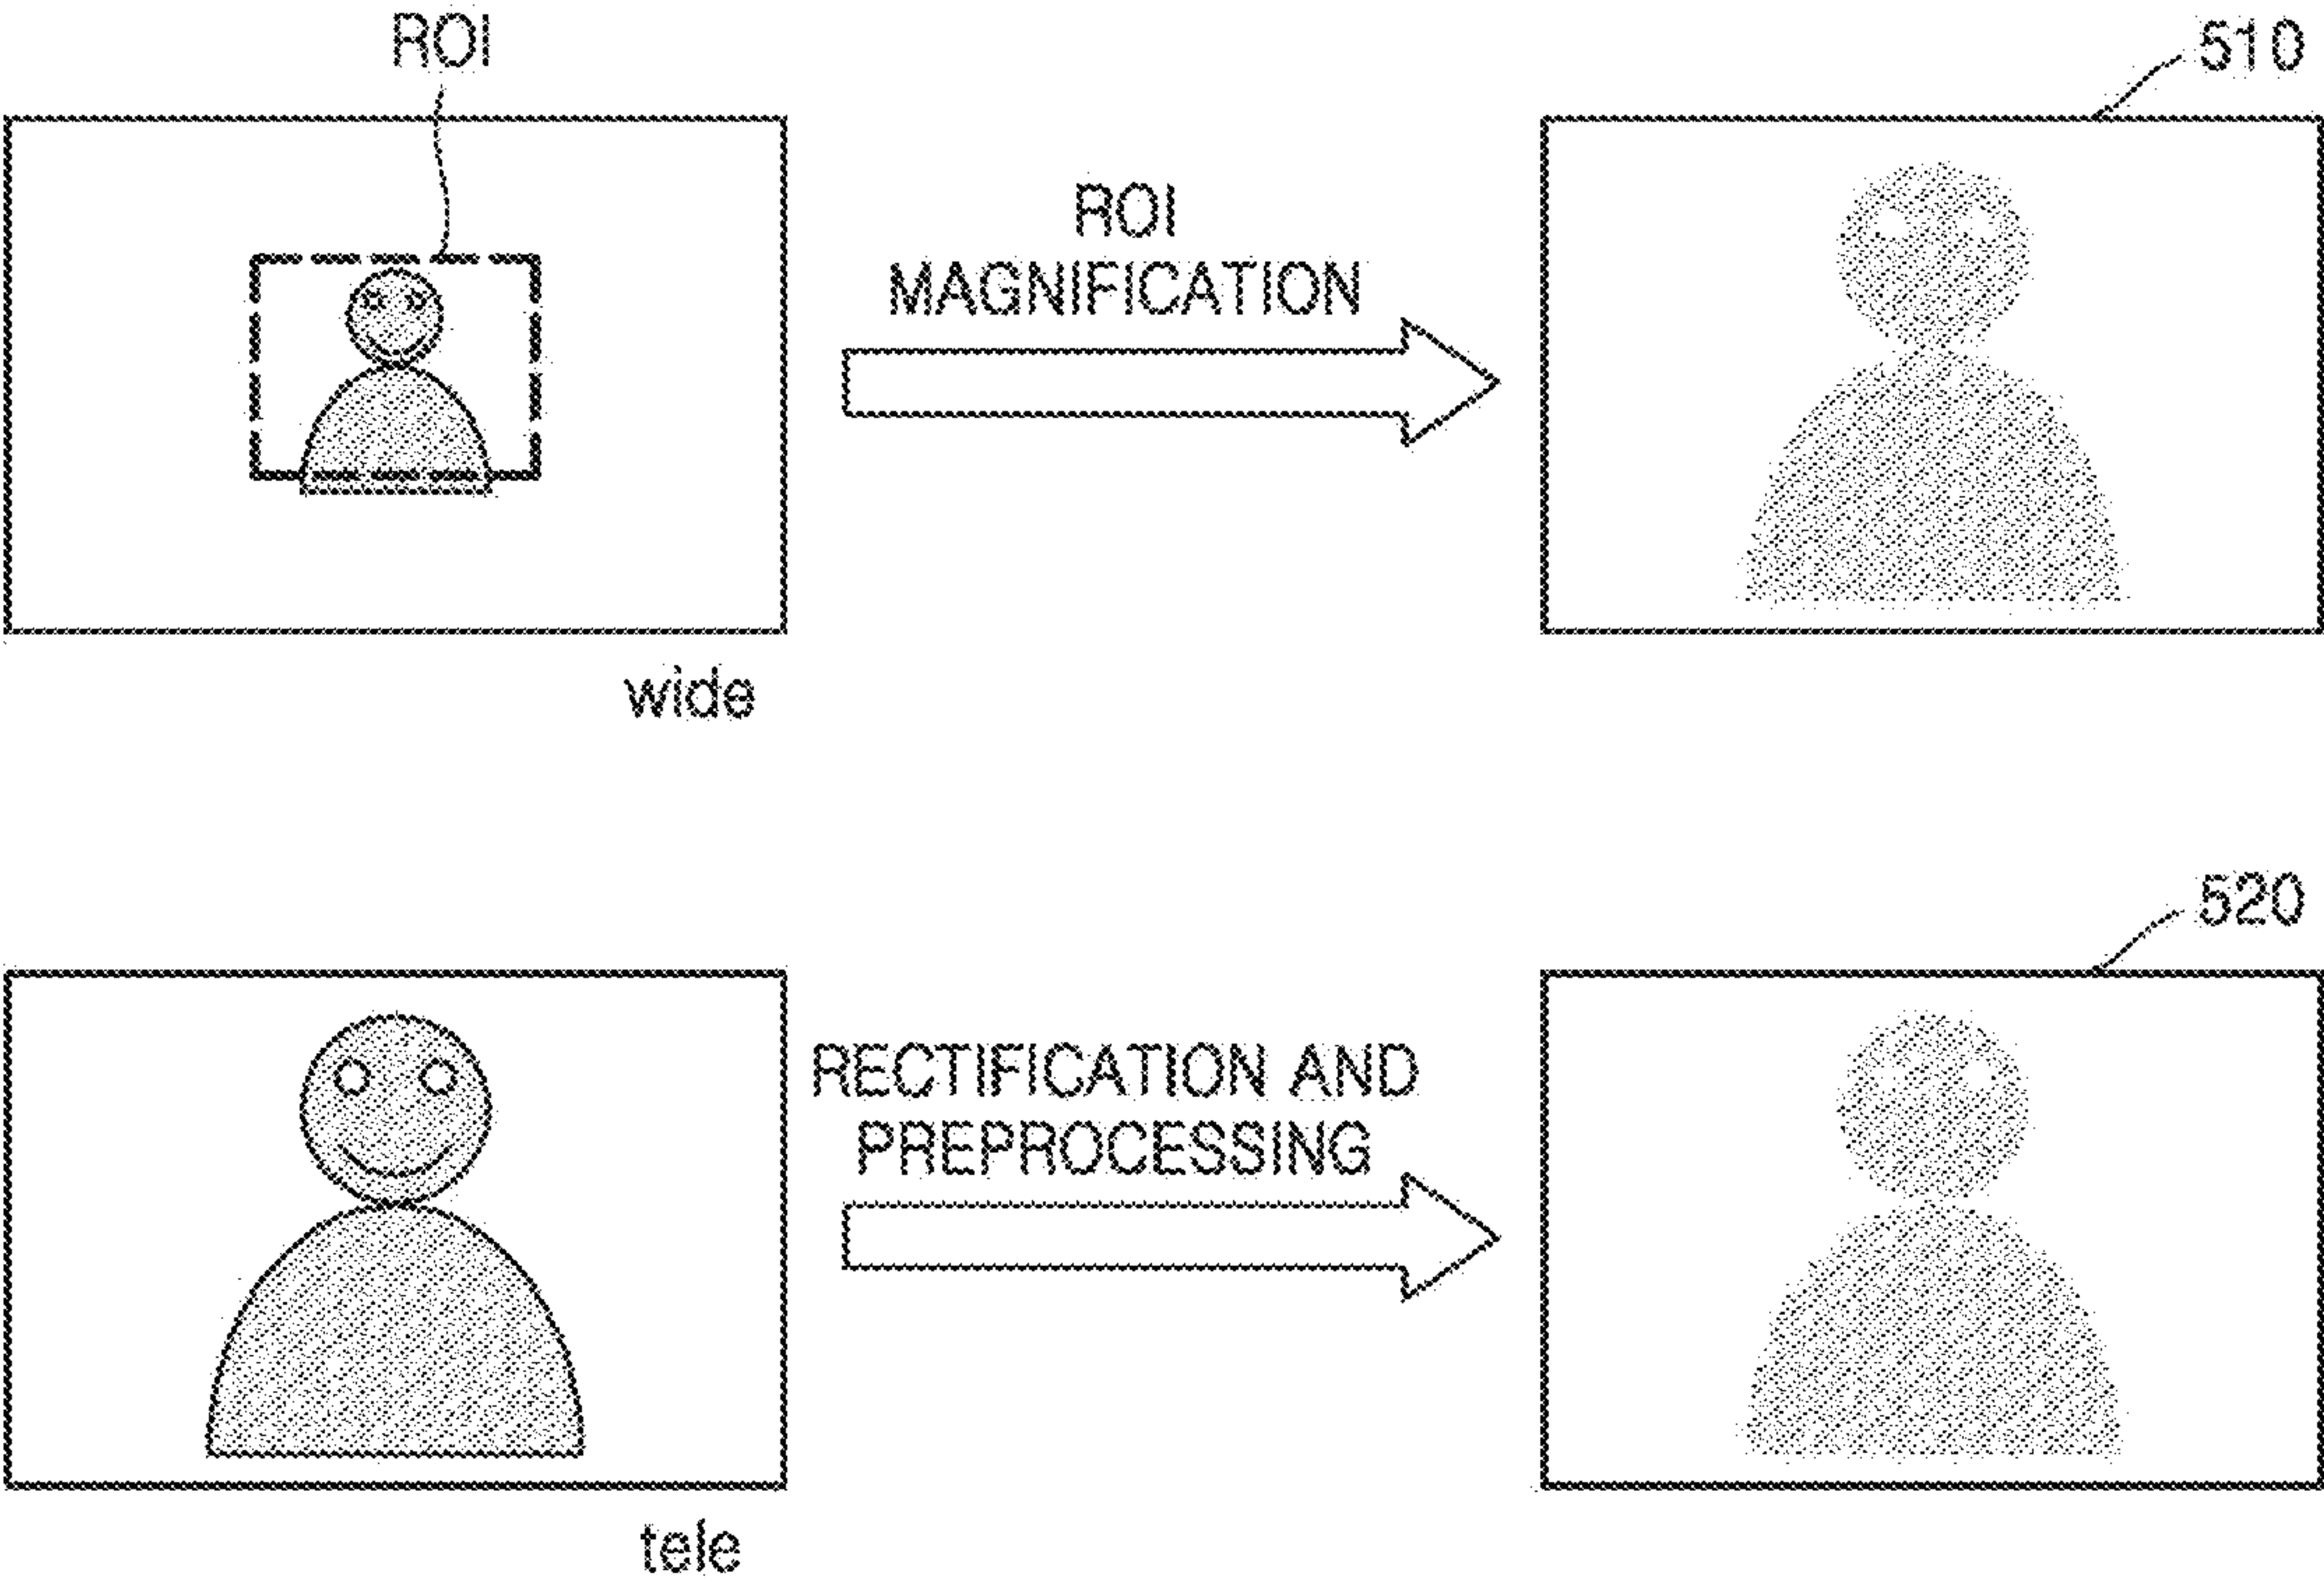 ROI
510
ROI
MAGNIFICATION
wide
520
RECTIFICATION AND
PREPROCESSING
tele